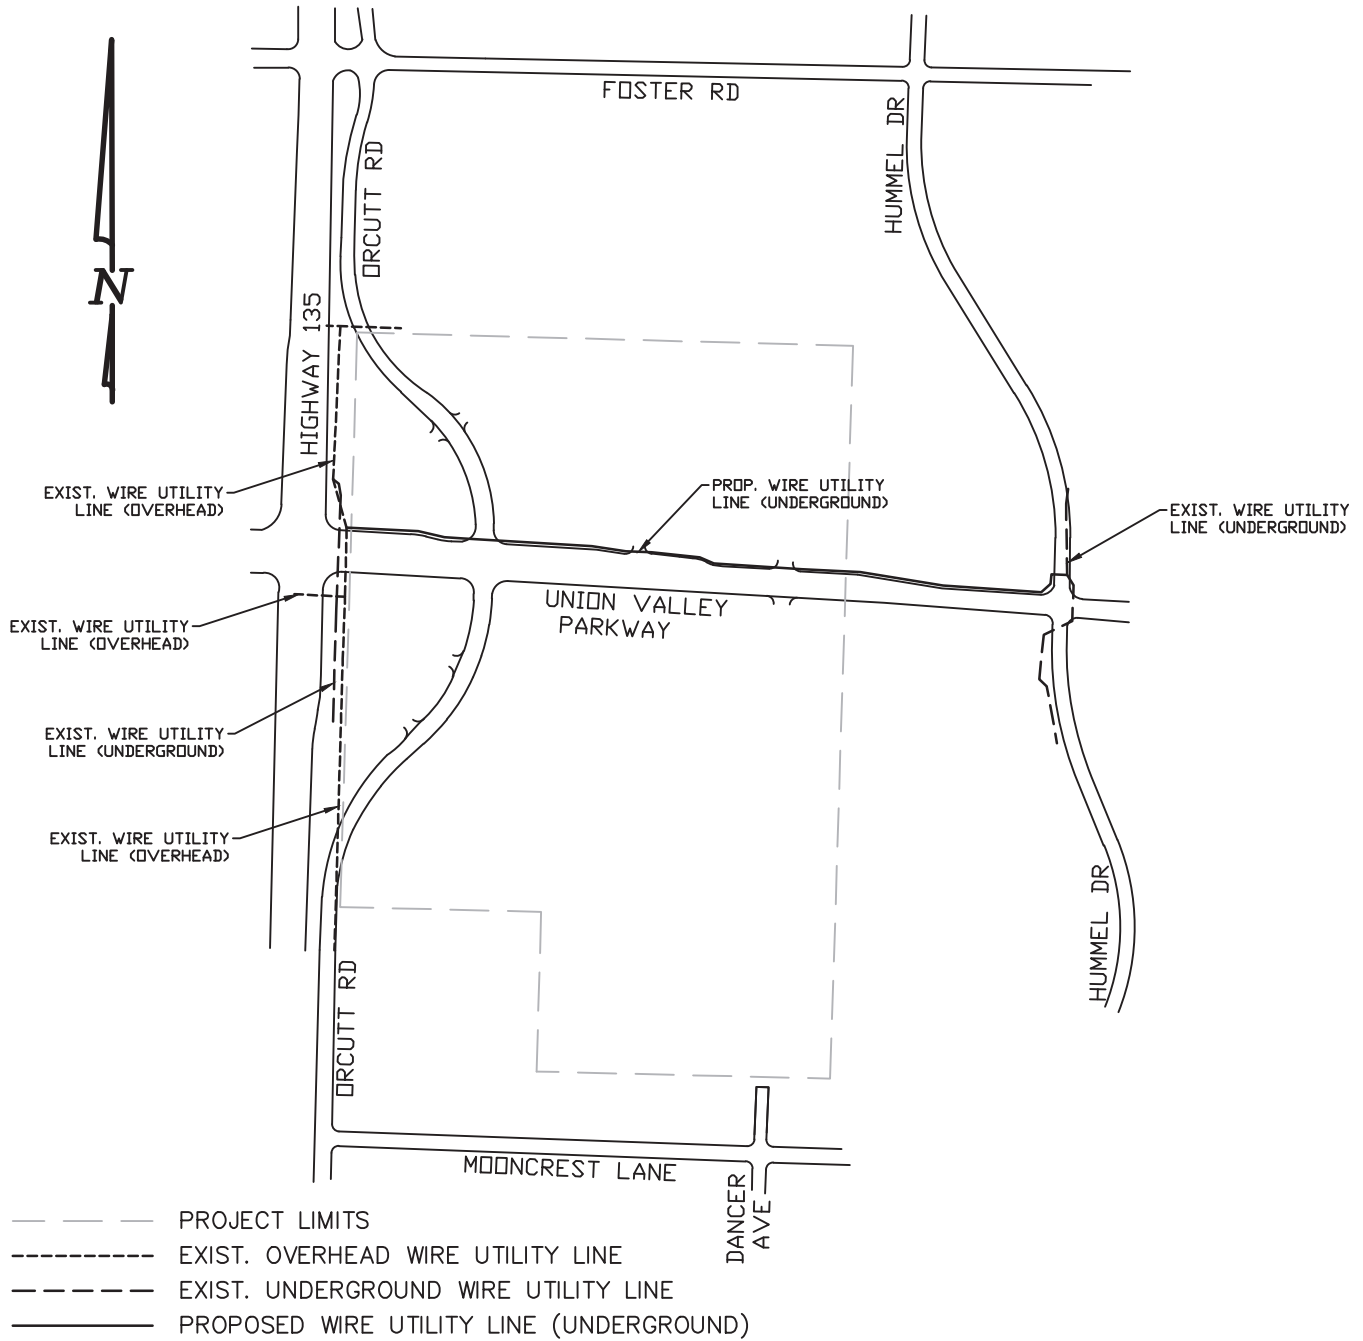 FOSTER RD
HUMMEL DR
ORCUTT RD
N
HIGHWAY 135
EXIST. WIRE UTILITY
LINE (OVERHEAD)
PROP. WIRE UTILITY
LINE (UNDERGROUND)
EXIST. WIRE UTILITY
LINE (UNDERGROUND)
UNION VALLEY
PARKWAY
EXIST. WIRE UTILITY
LINE (OVERHEAD)
EXIST. WIRE UTILITY
LINE (UNDERGROUND)
EXIST. WIRE UTILITY
LINE (OVERHEAD)
HUMMEL DR
ORCUTT RD
MOONCREST LANE
DANCER
AVE
PROJECT LIMITS
EXIST. OVERHEAD WIRE UTILITY LINE
EXIST. UNDERGROUND WIRE UTILITY LINE
PROPOSED WIRE UTILITY LINE (UNDERGROUND)